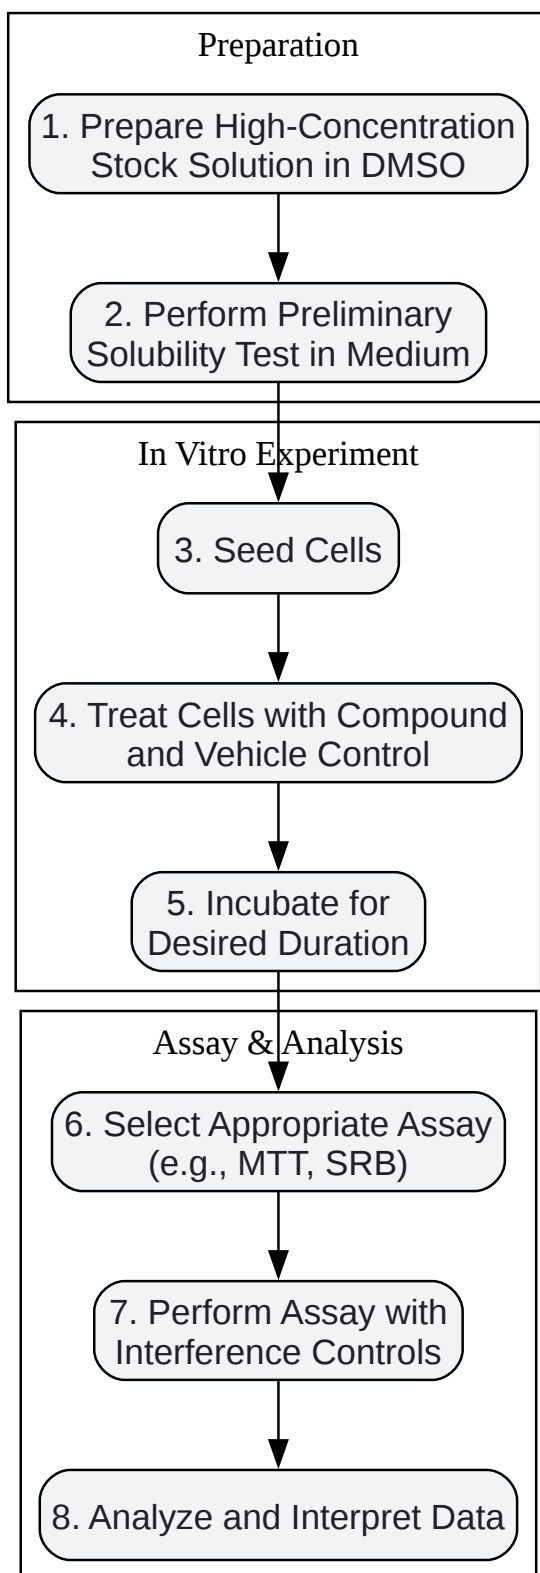 Preparation
1. Prepare High-Concentration
Stock Solution in DMSO
2. Perform Preliminary
Solubility Test in Medium
In Vitro Experiment
3. Seed Cells
4. Treat Cells with Compound
and Vehicle Control
5. Incubate for
Desired Duration
Assay & Analysis
6. Select Appropriate Assay
(e.g., MTT, SRB)
7. Perform Assay with
Interference Controls
8. Analyze and Interpret Data